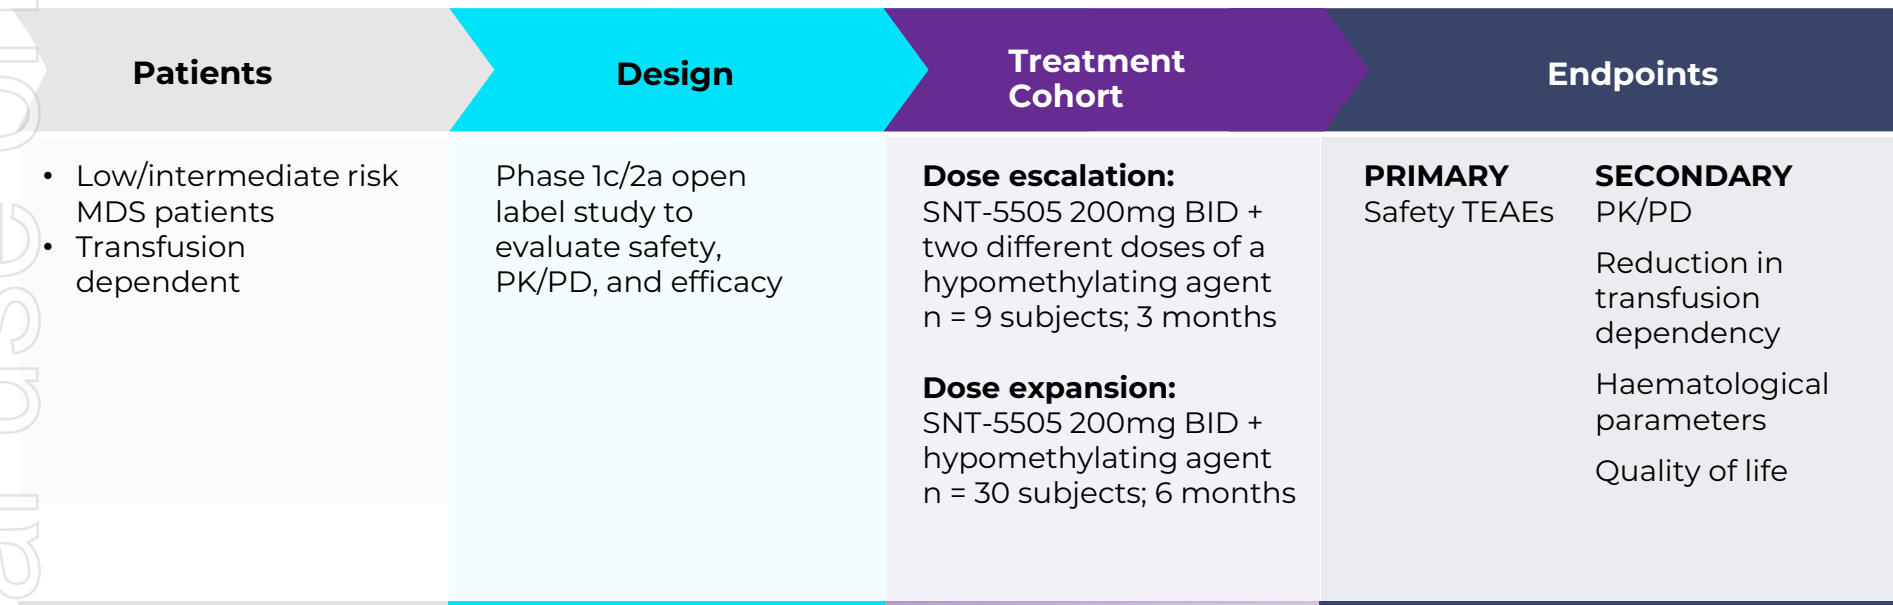 Patients
Design
Treatment
Cohort
Endpoints
• Low/intermediate risk
MDS patients
• Transfusion
dependent
Phase 1c/2a open
label study to
evaluate safety,
PK/PD, and efficacy
Dose escalation:
SNT-5505 200mg BID +
two different doses of a
hypomethylating agent
n = 9 subjects; 3 months
Dose expansion:
SNT-5505 200mg BID +
hypomethylating agent
n = 30 subjects; 6 months
PRIMARY
Safety TEAEs
SECONDARY
PK/PD
Reduction in
transfusion
dependency
Haematological
parameters
Quality of life